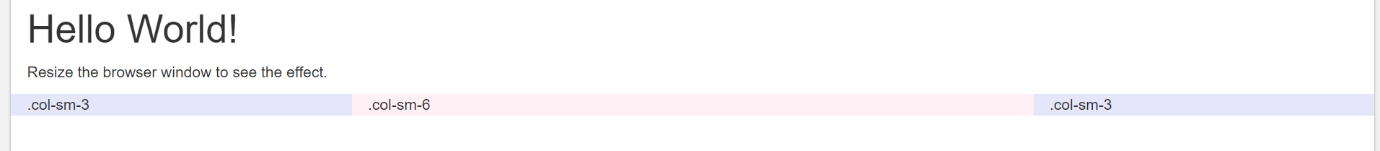 Hello World!
Resize the browser window to see the effect.
.col-sm-3 .col-sm-6 .col-sm-3